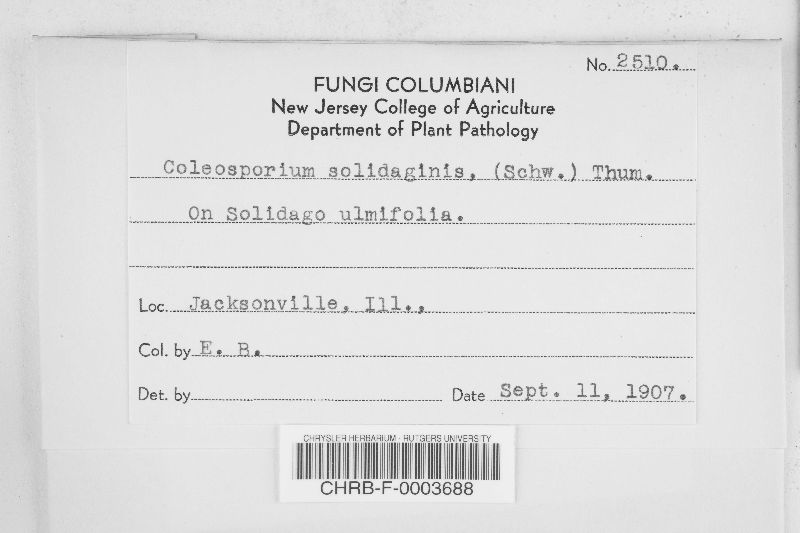 No. 2510.
FUNGI COLUMBIANI
New Jersey College of Agriculture
Department of Plant Pathology
Coleosporium solidaginis, (Schw.) Thum.
On Solidago ulmifolia.
Loc. Jacksonville, Ill.,
Col. by E. B.
Det. by
Date Sept. 11, 1907.
CHRYSLER HERBARIUM - RUTGERS UNIVERSITY
CHRB-F-0003688